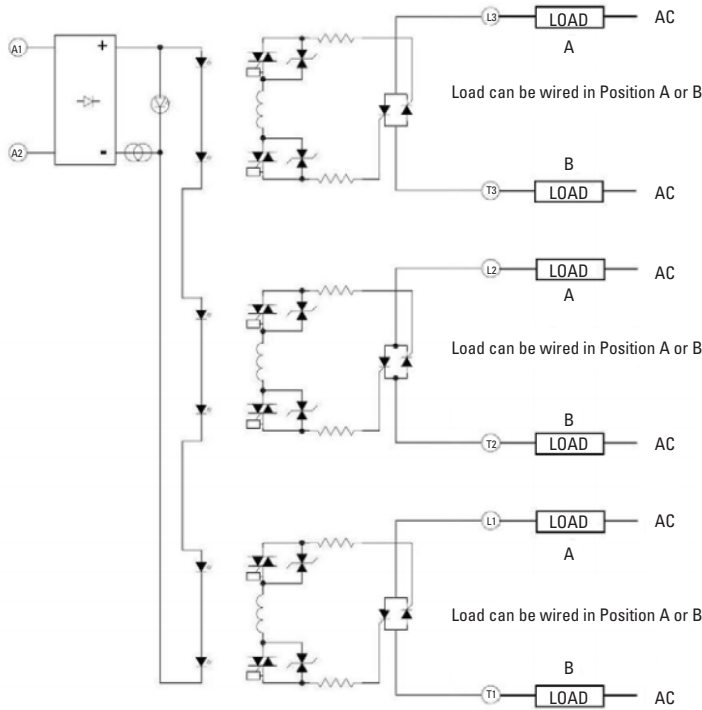 L3 LOAD AC
A
A1 +
Load can be wired in Position A or B
A2 -
B
T3 LOAD AC
L2 LOAD AC
A
Load can be wired in Position A or B
B
T2 LOAD AC
L1 LOAD AC
A
Load can be wired in Position A or B
B
T1 LOAD AC